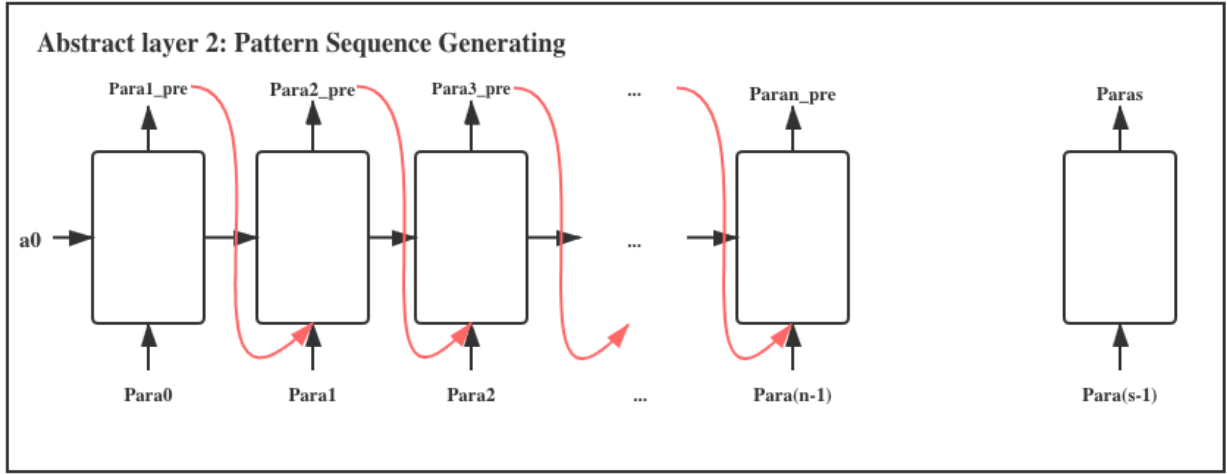 Abstract layer 2: Pattern Sequence Generating
Para1_pre Para2_pre Para3_pre ... Paran_pre Paras
a0 ...
Para0 Para1 Para2 ... Para(n-1) Para(s-1)